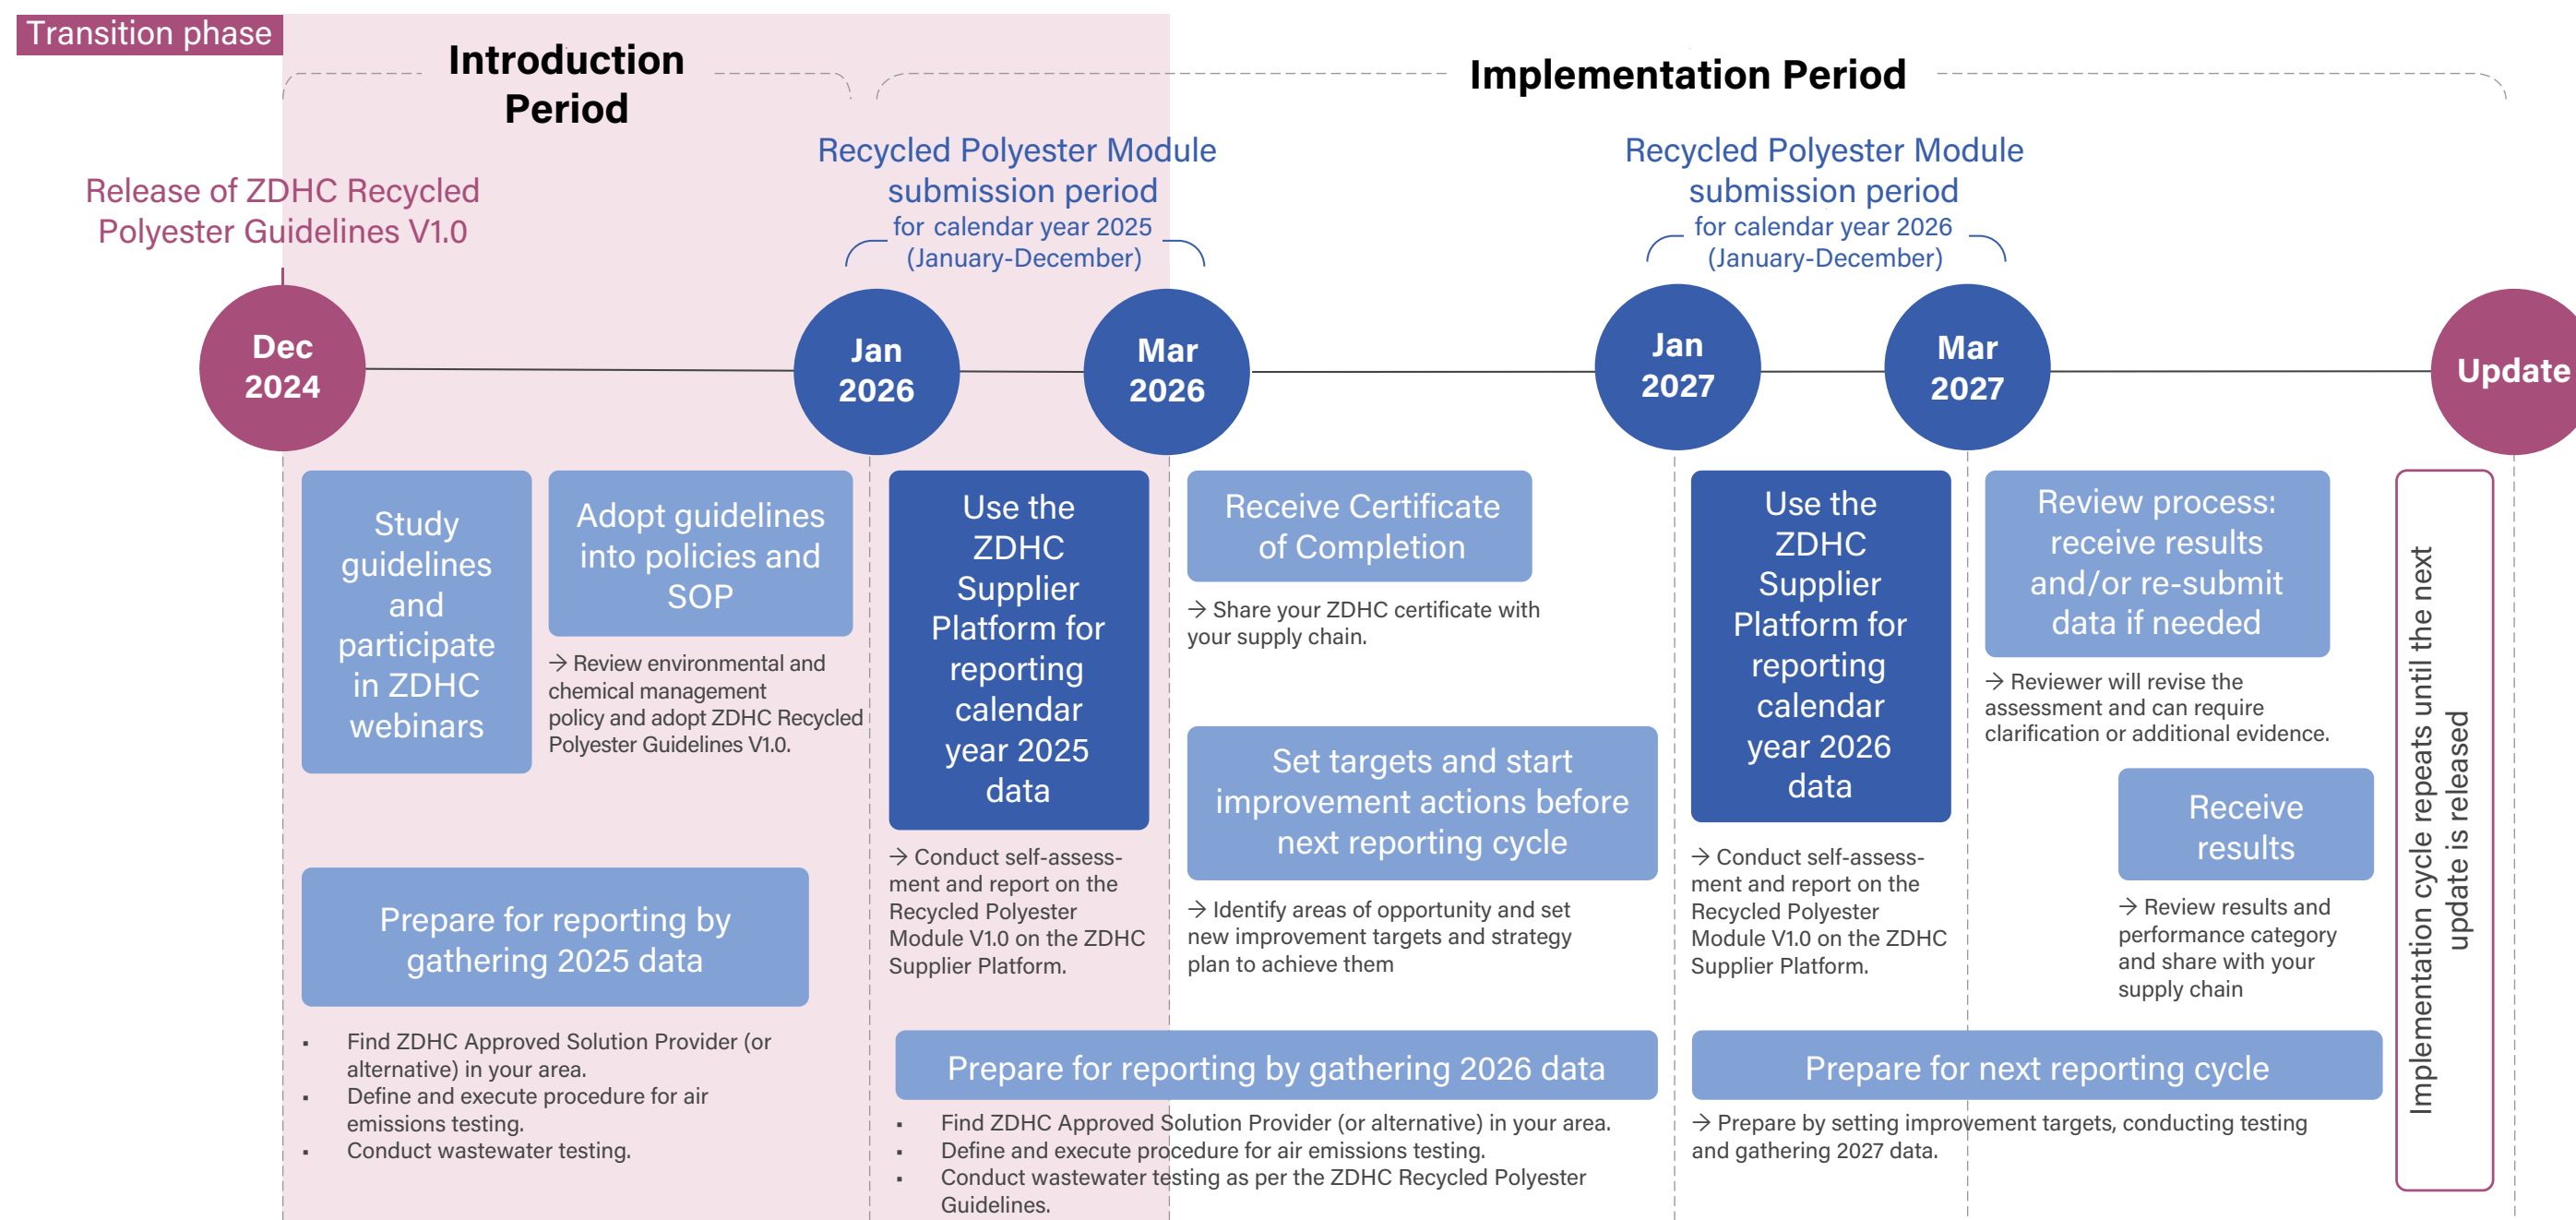 Transition phase
Introduction
Period
Implementation Period
Release of ZDHC Recycled
Polyester Guidelines V1.0
Recycled Polyester Module
submission period
for calendar year 2025
(January-December)
Recycled Polyester Module
submission period
for calendar year 2026
(January-December)
Dec
2024
Jan
2026
Mar
2026
Jan
2027
Mar
2027
Update
Study
guidelines
and
participate
in ZDHC
webinars
Adopt guidelines
into policies and
SOP
→ Review environmental and
chemical management
policy and adopt ZDHC Recycled
Polyester Guidelines V1.0.
Prepare for reporting by
gathering 2025 data
▪ Find ZDHC Approved Solution Provider (or
alternative) in your area.
▪ Define and execute procedure for air
emissions testing.
▪ Conduct wastewater testing.
Use the
ZDHC
Supplier
Platform for
reporting
calendar
year 2025
data
→ Conduct self-assess-
ment and report on the
Recycled Polyester
Module V1.0 on the ZDHC
Supplier Platform.
Receive Certificate
of Completion
→ Share your ZDHC certificate with
your supply chain.
Set targets and start
improvement actions before
next reporting cycle
→ Identify areas of opportunity and set
new improvement targets and strategy
plan to achieve them
Prepare for reporting by gathering 2026 data
▪ Find ZDHC Approved Solution Provider (or alternative) in your area.
▪ Define and execute procedure for air emissions testing.
▪ Conduct wastewater testing as per the ZDHC Recycled Polyester
Guidelines.
Use the
ZDHC
Supplier
Platform for
reporting
calendar
year 2026
data
→ Conduct self-assess-
ment and report on the
Recycled Polyester
Module V1.0 on the ZDHC
Supplier Platform.
Review process:
receive results
and/or re-submit
data if needed
→ Reviewer will revise the
assessment and can require
clarification or additional evidence.
Receive
results
→ Review results and
performance category
and share with your
supply chain
Prepare for next reporting cycle
→ Prepare by setting improvement targets, conducting testing
and gathering 2027 data.
Implementation cycle repeats until the next
update is released